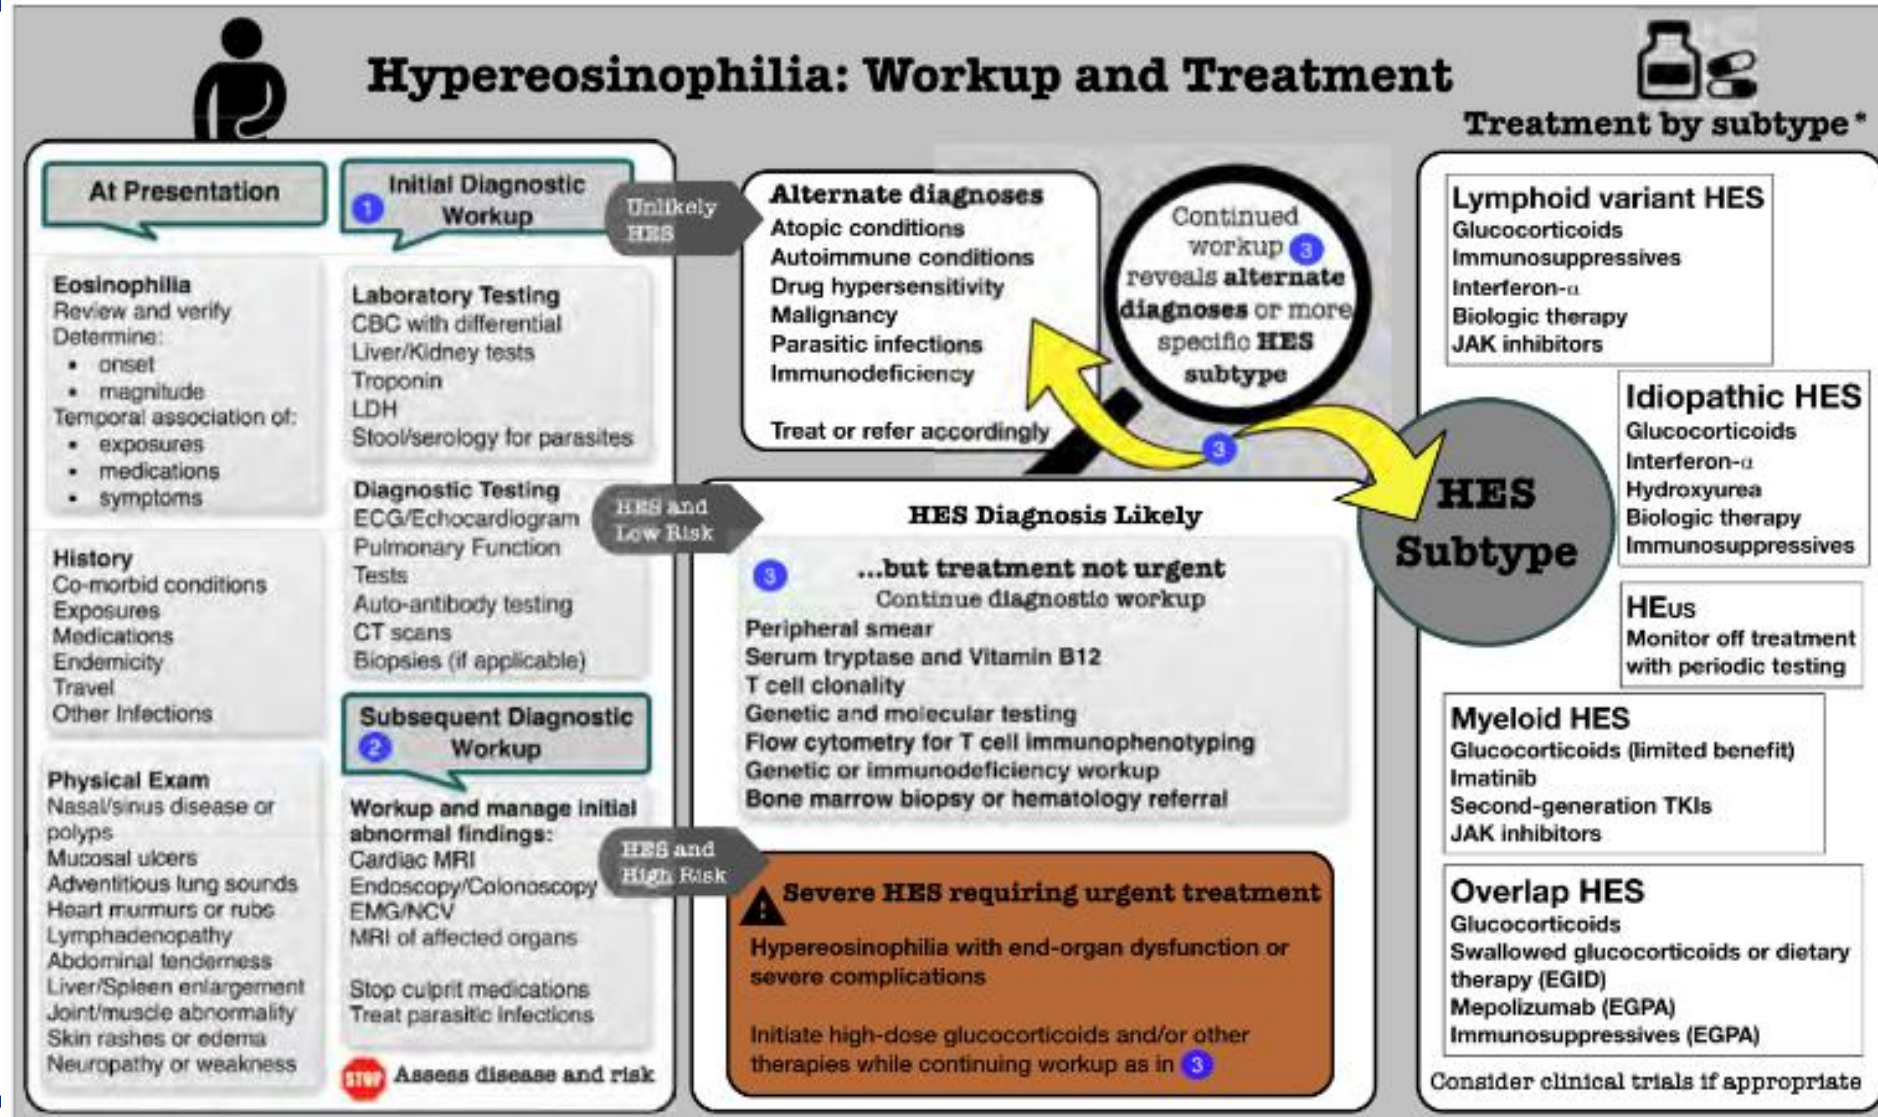 Hypereosinophilia: Workup and Treatment
At Presentation
Eosinophilia
Review and verify
Determine:
• onset
• magnitude
Temporal association of:
• exposures
• medications
• symptoms
History
Co-morbid conditions
Exposures
Medications
Endemicity
Travel
Other Infections
Physical Exam
Nasal/sinus disease or
polyps
Mucosal ulcers
Adventitious lung sounds
Heart murmurs or rubs
Lymphadenopathy
Abdominal tenderness
Liver/Spleen enlargement
Joint/muscle abnormality
Skin rashes or edema
Neuropathy or weakness
Initial Diagnostic
1 Workup
Laboratory Testing
CBC with differential
Liver/Kidney tests
Troponin
LDH
Stool/serology for parasites
Diagnostic Testing
ECG/Echocardiogram
Pulmonary Function
Tests
Auto-antibody testing
CT scans
Biopsies (if applicable)
Subsequent Diagnostic
2 Workup
Workup and manage initial
abnormal findings:
Cardiac MRI
Endoscopy/Colonoscopy
EMG/NCV
MRI of affected organs
Stop culprit medications
Treat parasitic infections
STOP Assess disease and risk
Unlikely
HES
Alternate diagnoses
Atopic conditions
Autoimmune conditions
Drug hypersensitivity
Malignancy
Parasitic infections
Immunodeficiency
Treat or refer accordingly
Continued
workup 3
reveals alternate
diagnoses or more
specific HES
subtype
3
HES and
Low Risk
HES Diagnosis Likely
3 ...but treatment not urgent
Continue diagnostic workup
Peripheral smear
Serum tryptase and Vitamin B12
T cell clonality
Genetic and molecular testing
Flow cytometry for T cell immunophenotyping
Genetic or immunodeficiency workup
Bone marrow biopsy or hematology referral
HES and
High Risk
! Severe HES requiring urgent treatment
Hypereosinophilia with end-organ dysfunction or
severe complications
Initiate high-dose glucocorticoids and/or other
therapies while continuing workup as in 3
HES
Subtype
Treatment by subtype*
Lymphoid variant HES
Glucocorticoids
Immunosuppressives
Interferon-α
Biologic therapy
JAK inhibitors
Idiopathic HES
Glucocorticoids
Interferon-α
Hydroxyurea
Biologic therapy
Immunosuppressives
HEUS
Monitor off treatment
with periodic testing
Myeloid HES
Glucocorticoids (limited benefit)
Imatinib
Second-generation TKIs
JAK inhibitors
Overlap HES
Glucocorticoids
Swallowed glucocorticoids or dietary
therapy (EGID)
Mepolizumab (EGPA)
Immunosuppressives (EGPA)
Consider clinical trials if appropriate